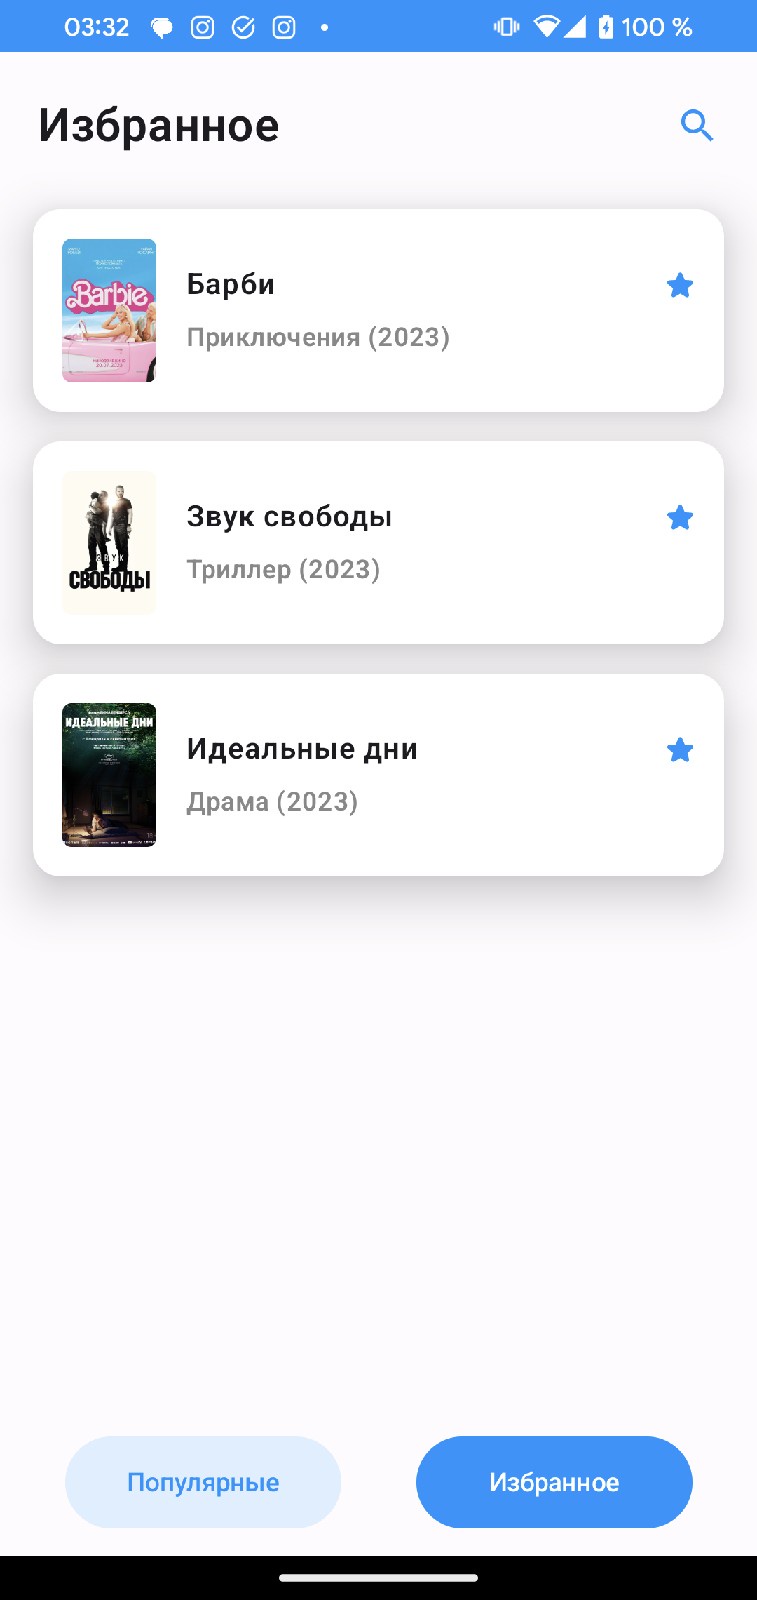 03:32
100 %
Избранное
Barbie
Барби
Приключения (2023)
ЗВУК
СВОБОДЫ
Звук свободы
Триллер (2023)
ИДЕАЛЬНЫЕ ДНИ
Идеальные дни
Драма (2023)
Популярные
Избранное